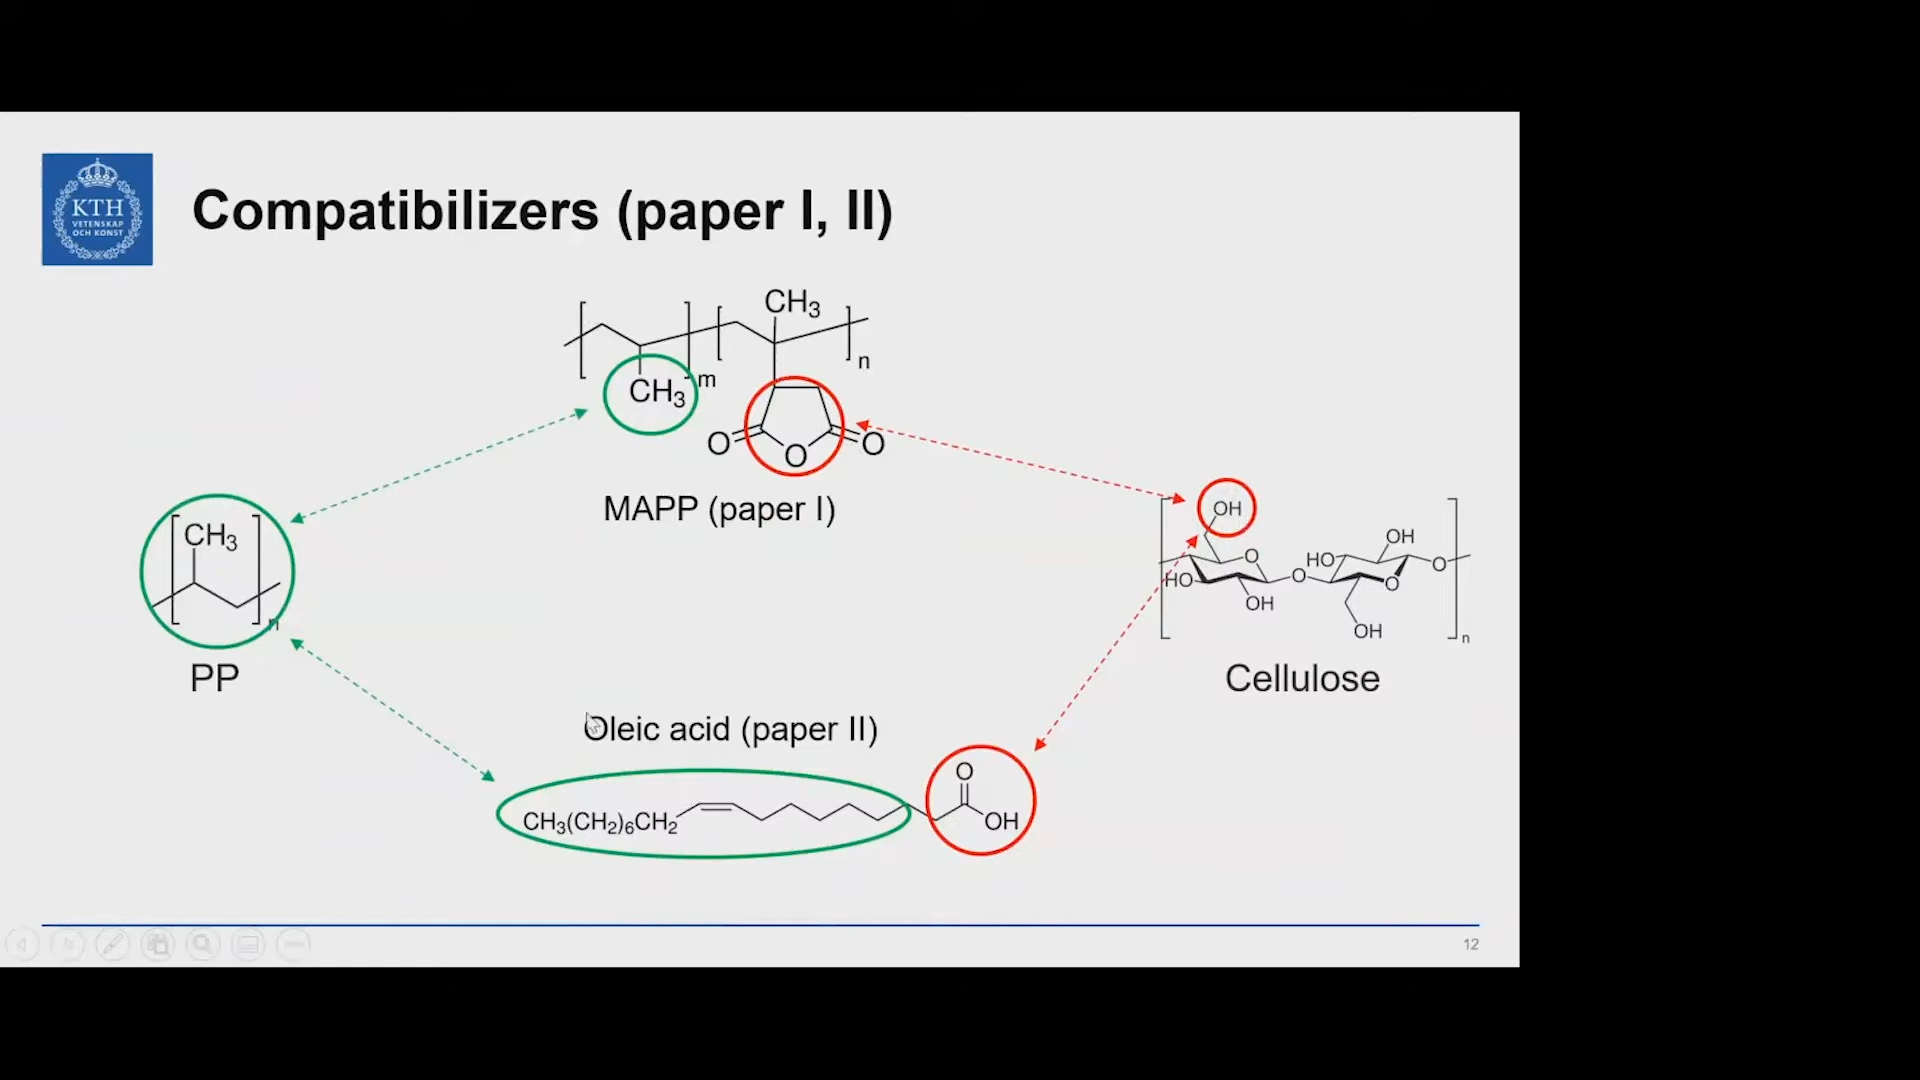 KTH
VETENSKAP
OCH KONST
Compatibilizers (paper I, II)
CH3
n
CH3
m
O
O
O
MAPP (paper I)
CH3
n
PP
OH
OH
HO
O
O
O
HO
O
OH
OH
n
Cellulose
Oleic acid (paper II)
O
CH3(CH2)6CH2
OH
12